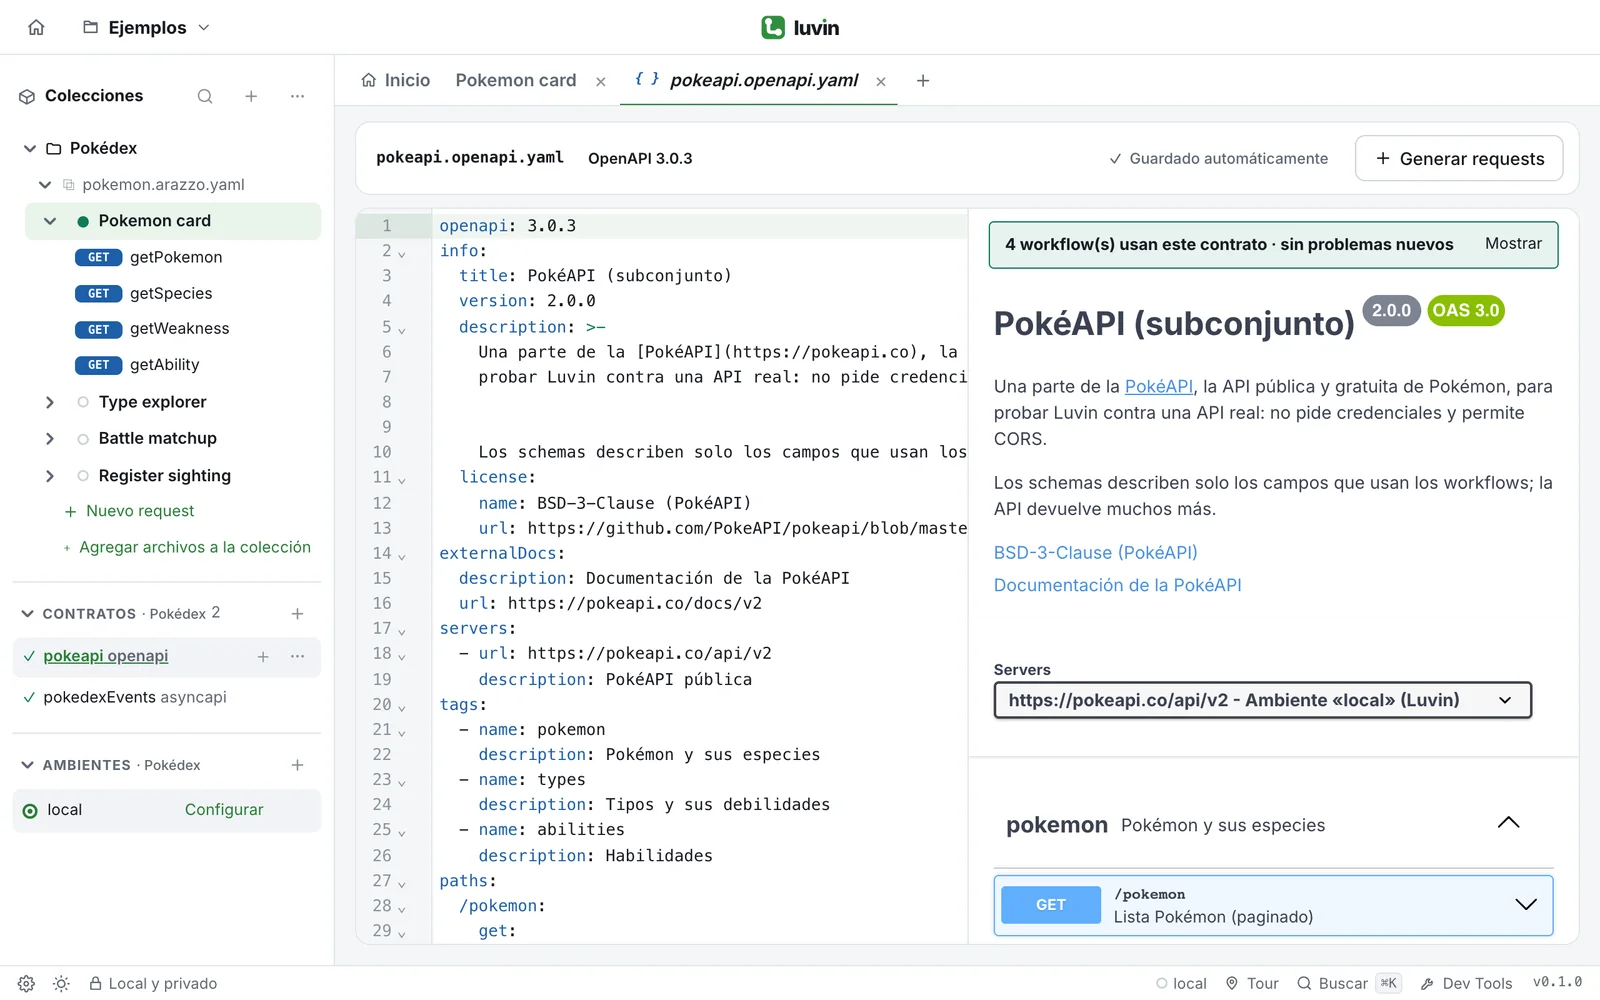 Ejemplos
luvin
Colecciones
Inicio
Pokemon card
pokeapi.openapi.yaml
Pokédex
pokemon.arazzo.yaml
Pokemon card
GET getPokemon
GET getSpecies
GET getWeakness
GET getAbility
Type explorer
Battle matchup
Register sighting
+ Nuevo request
+ Agregar archivos a la colección
CONTRATOS · Pokédex 2
pokeapi openapi
pokedexEvents asyncapi
AMBIENTES · Pokédex
local Configurar
pokeapi.openapi.yaml OpenAPI 3.0.3
Guardado automáticamente
+ Generar requests
1 openapi: 3.0.3
2 info:
3 title: PokéAPI (subconjunto)
4 version: 2.0.0
5 description: >-
6 Una parte de la [PokéAPI](https://pokeapi.co), la
7 probar Luvin contra una API real: no pide credenci
8
9
10 Los schemas describen solo los campos que usan los
11 license:
12 name: BSD-3-Clause (PokéAPI)
13 url: https://github.com/PokeAPI/pokeapi/blob/maste
14 externalDocs:
15 description: Documentación de la PokéAPI
16 url: https://pokeapi.co/docs/v2
17 servers:
18 - url: https://pokeapi.co/api/v2
19 description: PokéAPI pública
20 tags:
21 - name: pokemon
22 description: Pokémon y sus especies
23 - name: types
24 description: Tipos y sus debilidades
25 - name: abilities
26 description: Habilidades
27 paths:
28 /pokemon:
29 get:
4 workflow(s) usan este contrato · sin problemas nuevos Mostrar
PokéAPI (subconjunto) 2.0.0 OAS 3.0
Una parte de la PokéAPI, la API pública y gratuita de Pokémon, para
probar Luvin contra una API real: no pide credenciales y permite
CORS.
Los schemas describen solo los campos que usan los workflows; la
API devuelve muchos más.
BSD-3-Clause (PokéAPI)
Documentación de la PokéAPI
Servers
https://pokeapi.co/api/v2 - Ambiente «local» (Luvin)
pokemon Pokémon y sus especies
GET /pokemon
Lista Pokémon (paginado)
Local y privado
local
Tour
Buscar ⌘K
Dev Tools
v0.1.0